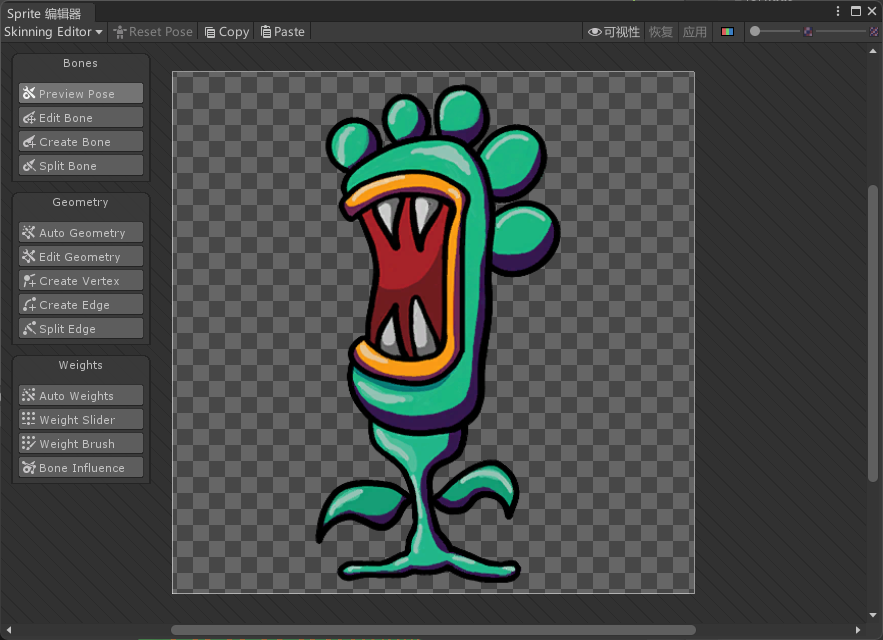 Sprite 编辑器
Skinning Editor Reset Pose Copy Paste 可视性 恢复 应用
Bones
Preview Pose
Edit Bone
Create Bone
Split Bone
Geometry
Auto Geometry
Edit Geometry
Create Vertex
Create Edge
Split Edge
Weights
Auto Weights
Weight Slider
Weight Brush
Bone Influence